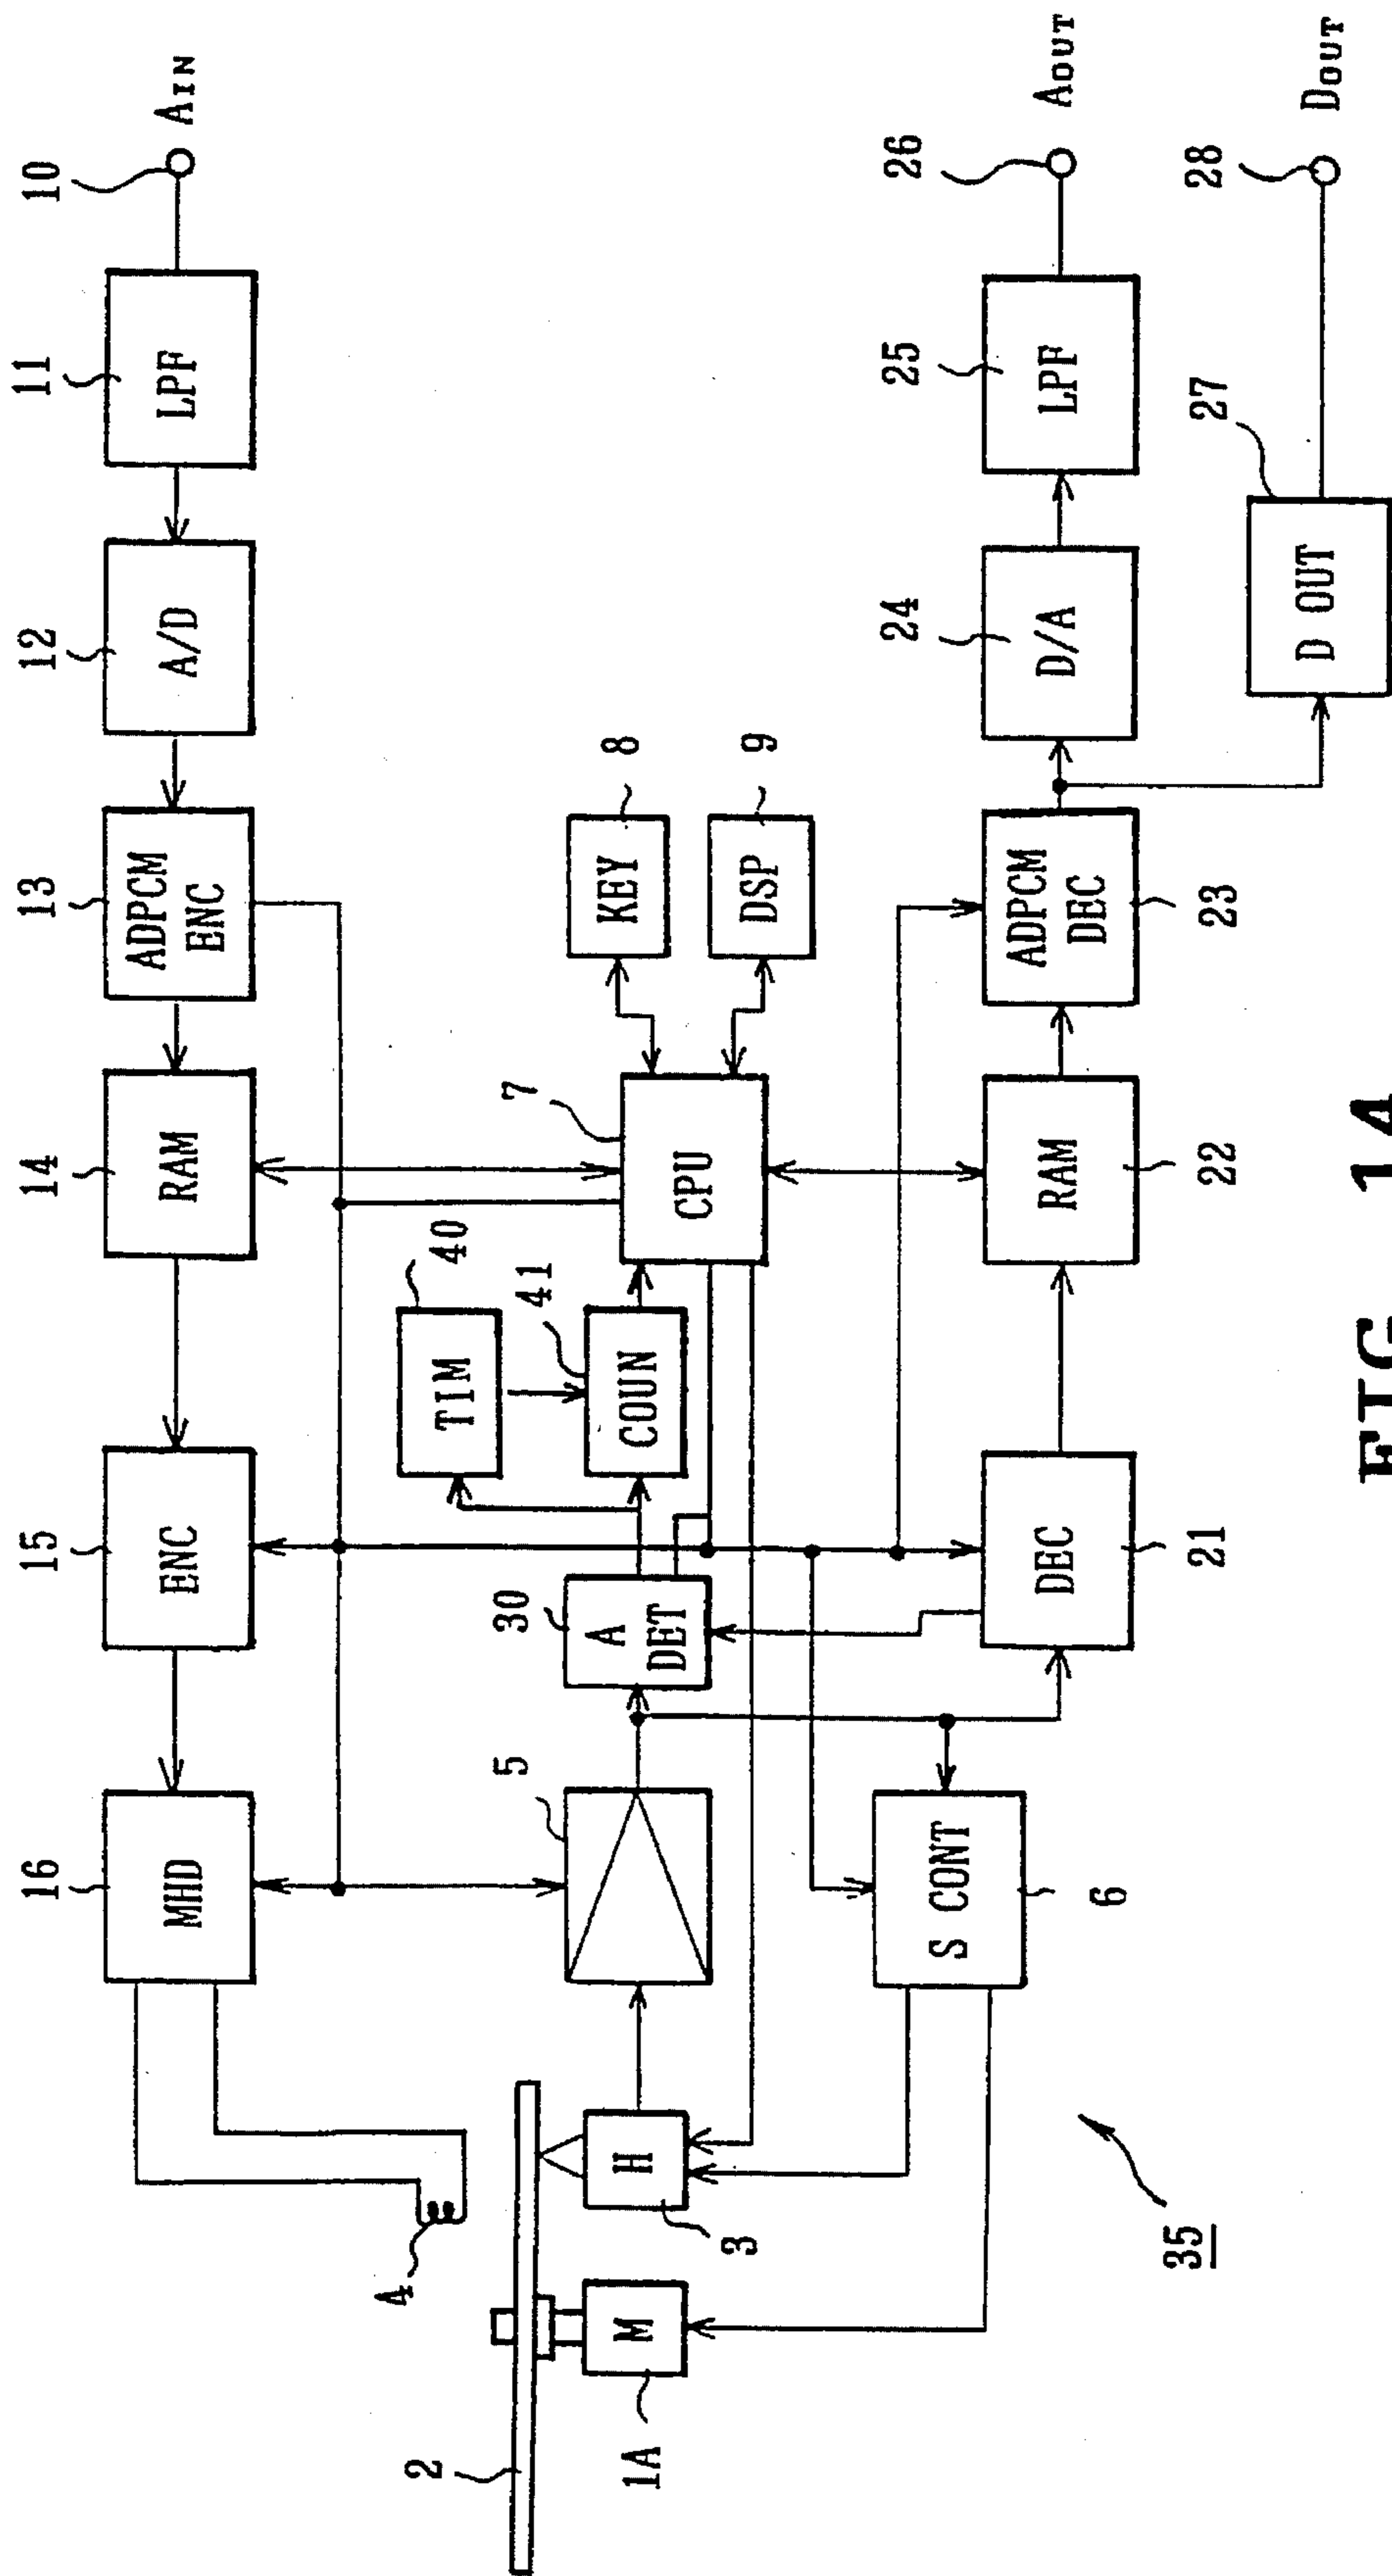 10
AIN
11
LPF
12
A/D
13
ADPCM
ENC
14
RAM
15
ENC
16
MHD
4
2
M
1A
H
3
5
30
A
DET
TIM
40
COUN
41
CPU
7
KEY
8
DSP
9
S CONT
6
DEC
21
RAM
22
ADPCM
DEC
23
D/A
24
LPF
25
26
AOUT
D OUT
27
28
DOUT
35
FIG. 14